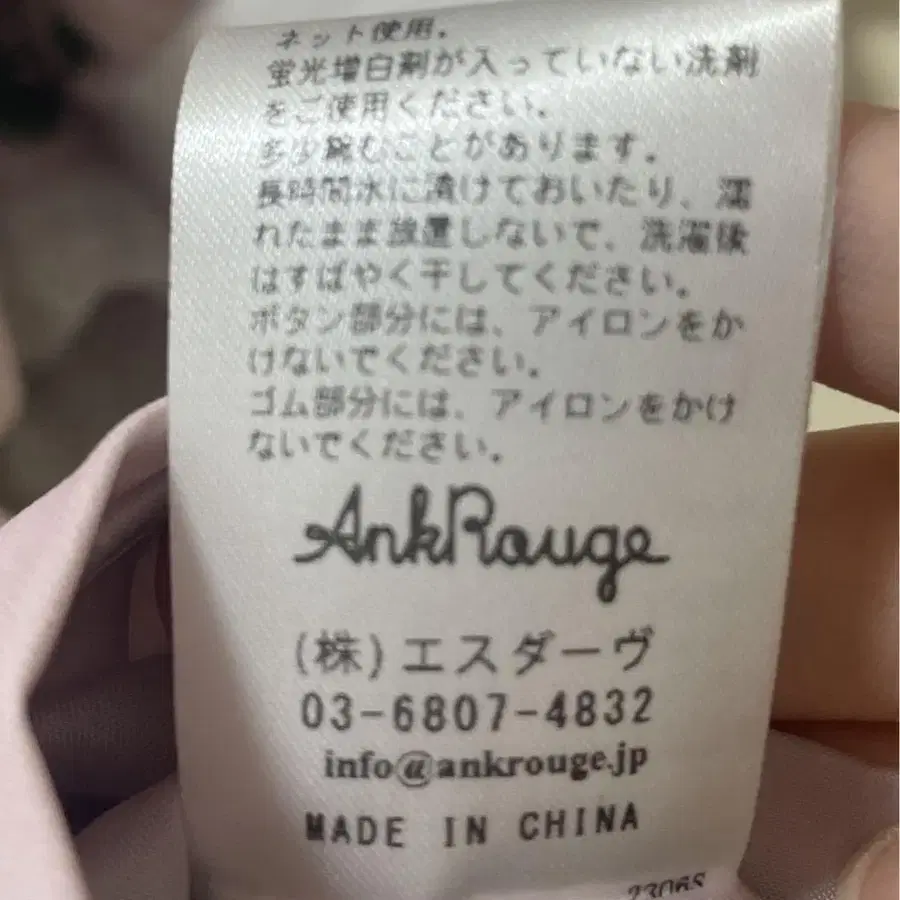 ネット使用.
蛍光増白剤が入っていない洗剤
をご使用ください.
多少縮むことがあります.
長時間水に漬けておいたり、濡
れたまま放置しないで、洗濯後
はすばやく干してください.
ボタン部分には、アイロンをか
けないでください.
ゴム部分には、アイロンをかけ
ないでください.
AnkRouge
(株)エスダーヴ
03-6807-4832
info@ankrouge.jp
MADE IN CHINA